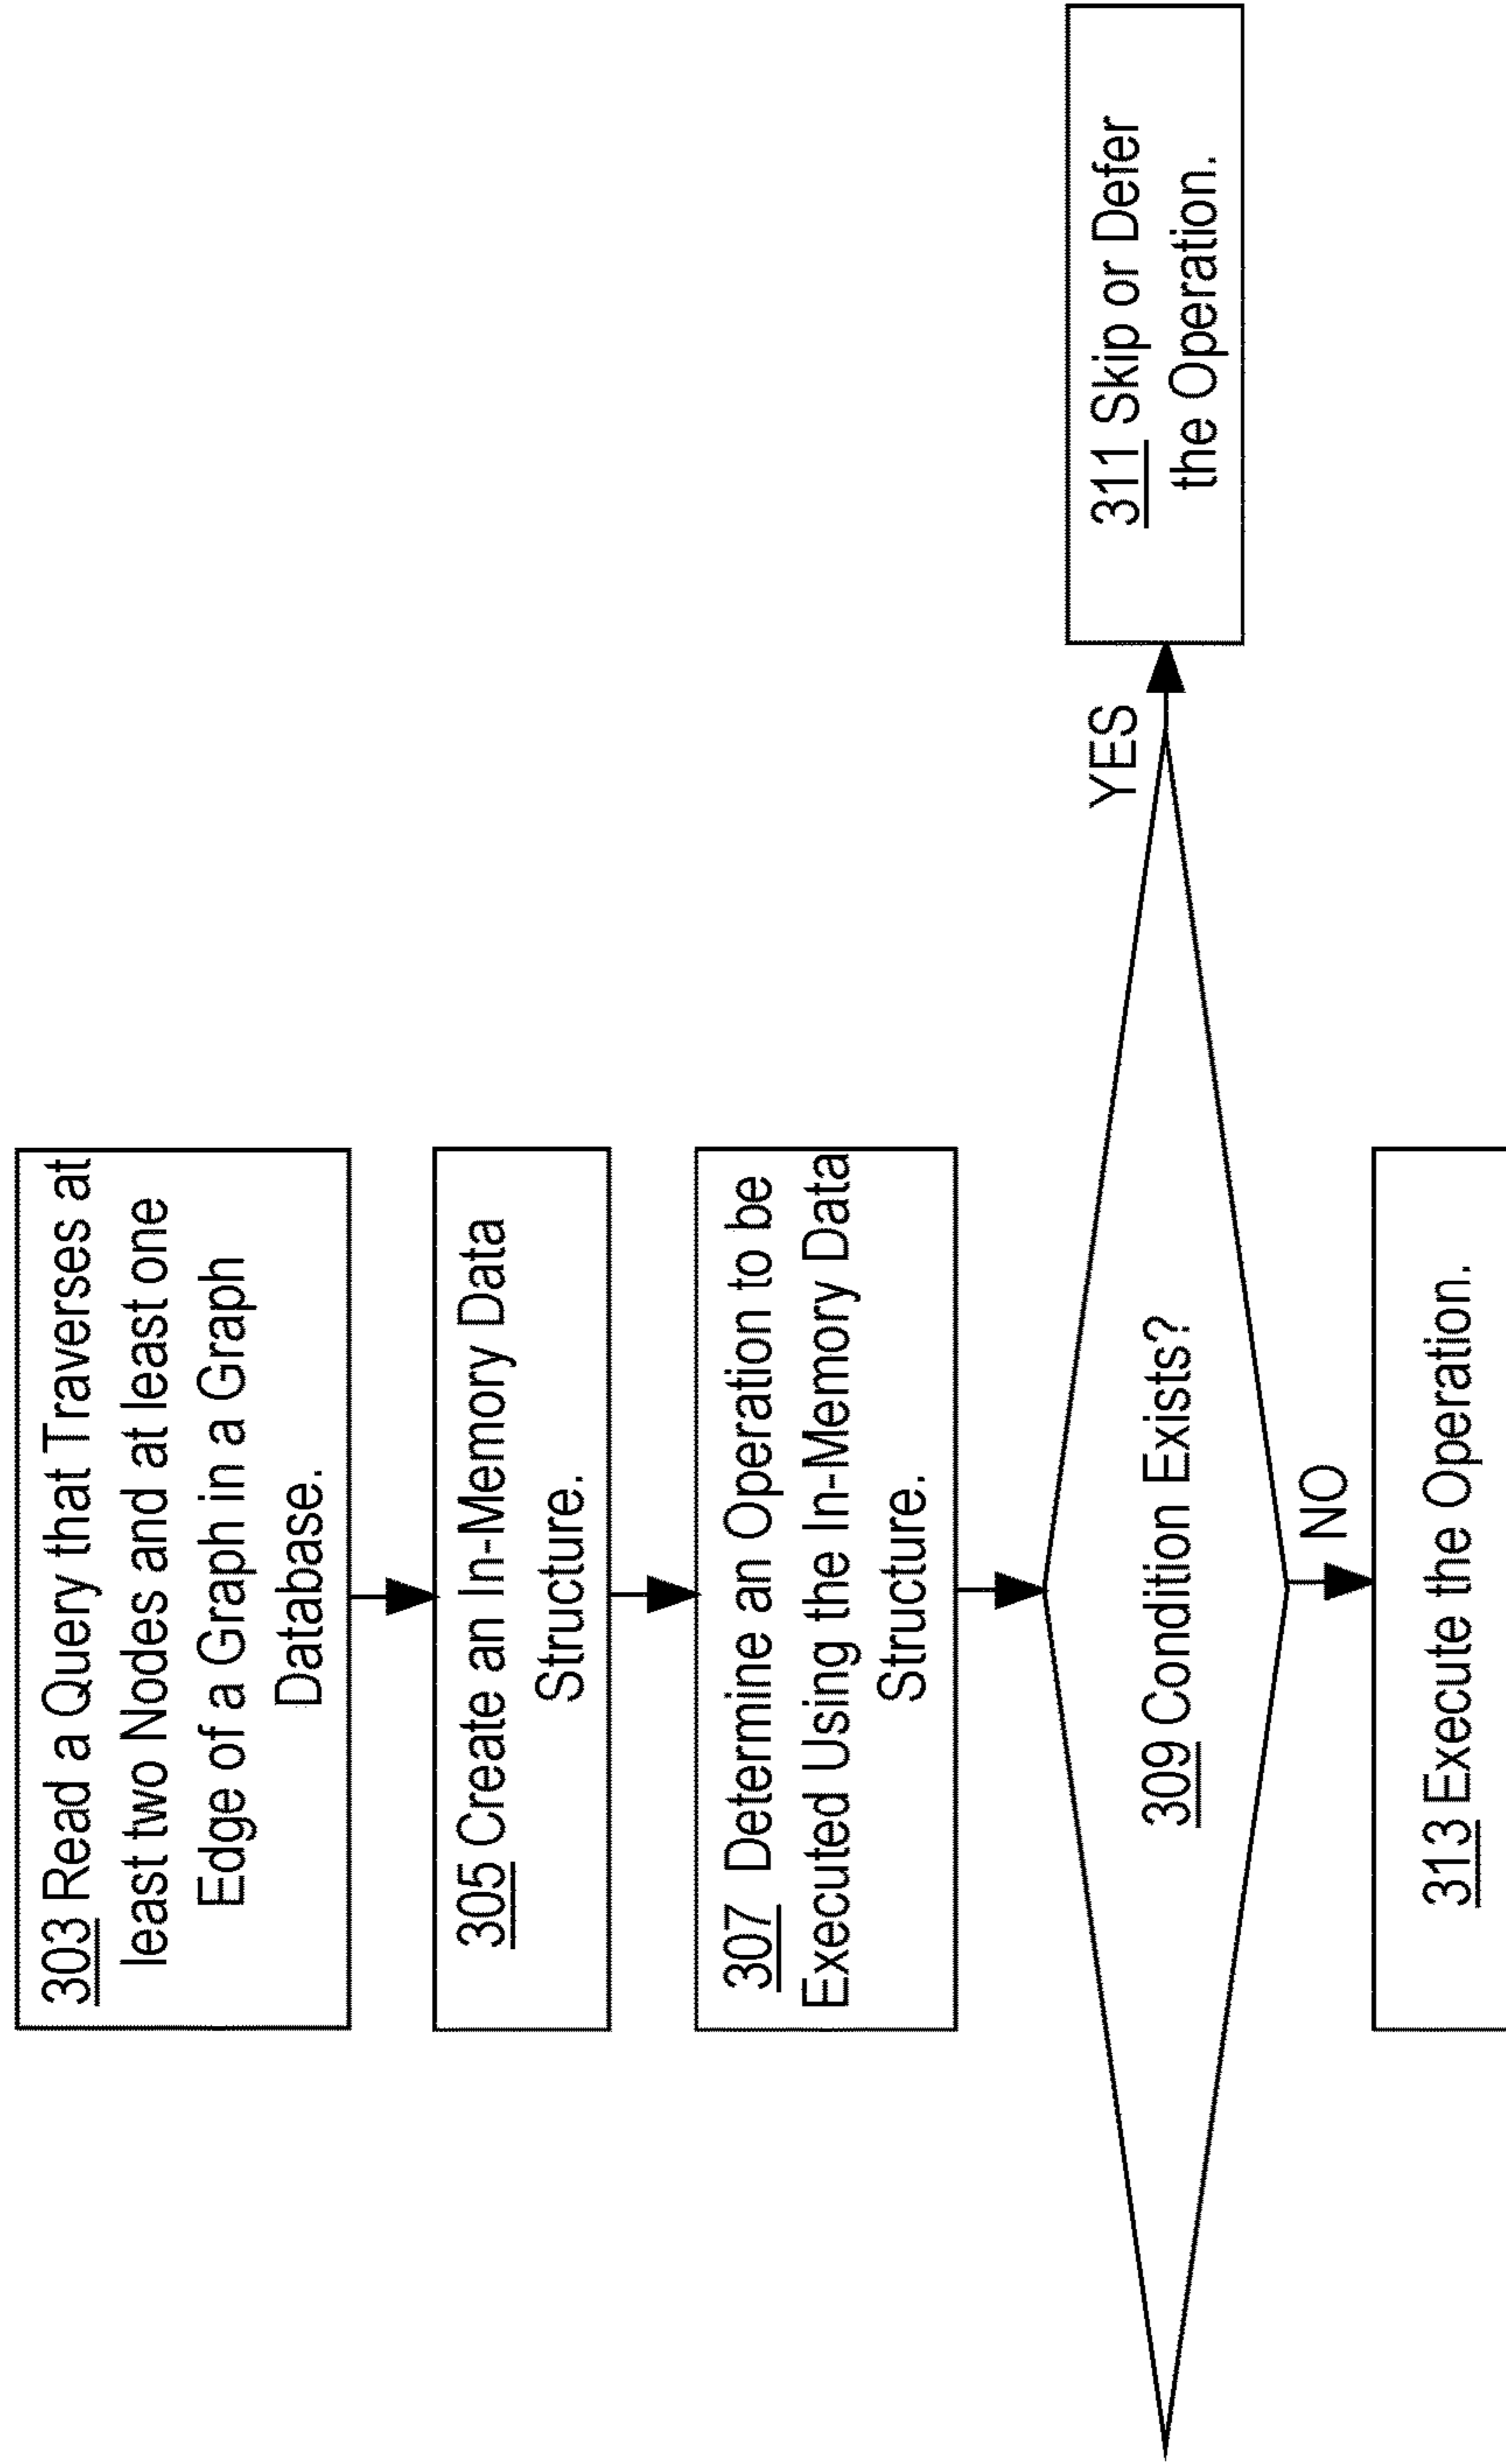 303 Read a Query that Traverses at
least two Nodes and at least one
Edge of a Graph in a Graph
Database.
305 Create an In-Memory Data
Structure.
307 Determine an Operation to be
Executed Using the In-Memory Data
Structure.
309 Condition Exists?
YES
311 Skip or Defer
the Operation.
NO
313 Execute the Operation.